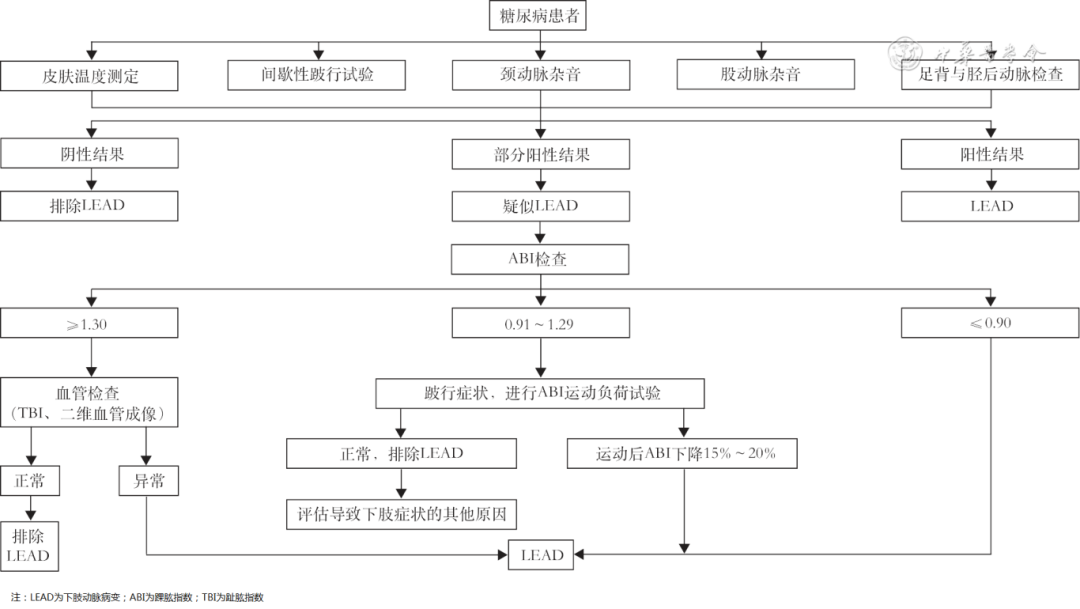 糖尿病患者
中华医学会
皮肤温度测定
间歇性跛行试验
颈动脉杂音
股动脉杂音
足背与胫后动脉检查
阴性结果
部分阳性结果
阳性结果
排除LEAD
疑似LEAD
LEAD
ABI检查
≥1.30
0.91～1.29
≤0.90
血管检查
（TBI、二维血管成像）
跛行症状，进行ABI运动负荷试验
正常，排除LEAD
运动后ABI下降15%～20%
正常
异常
评估导致下肢症状的其他原因
排除
LEAD
LEAD
注：LEAD为下肢动脉病变；ABI为踝肱指数；TBI为趾肱指数